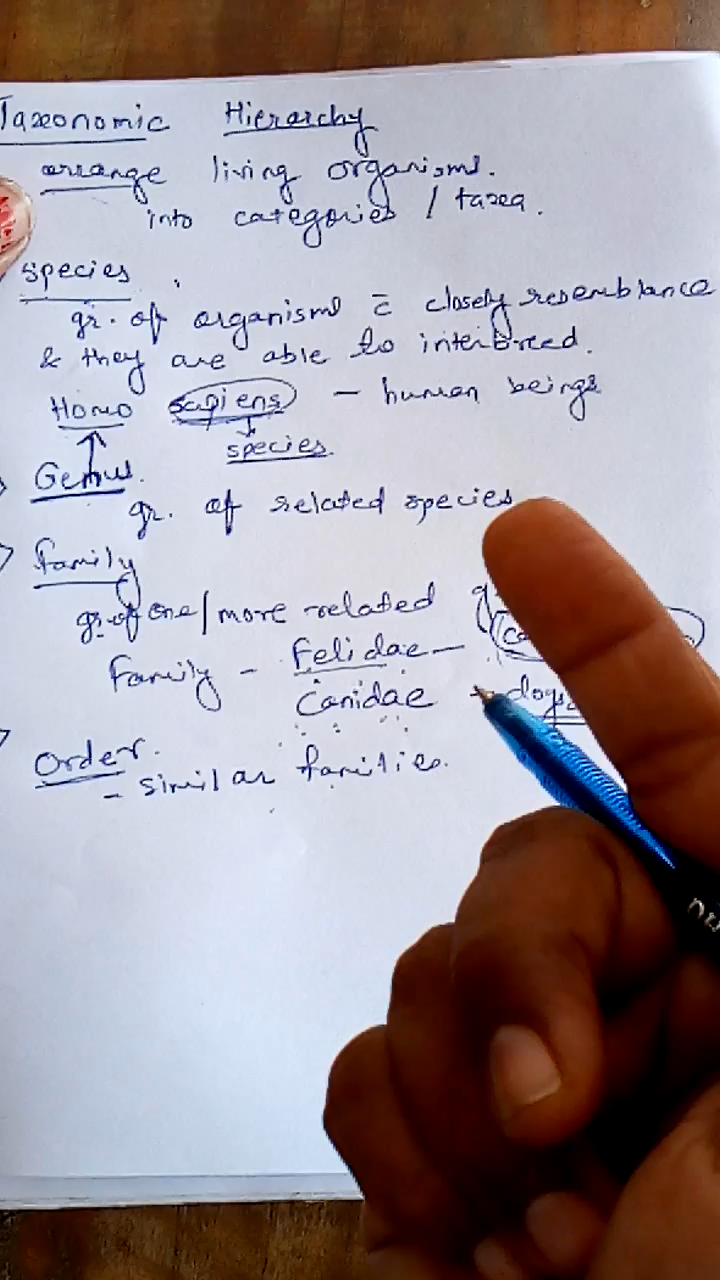 Taxonomic Hierarchy
arrange living organisms.
into categories / taxa.
Species
gr. of organisms c̄ closely resemblance
& they are able to interbreed.
Homo sapiens – human beings
species.
Genus.
gr. of related species
family
gr. of one/more related
Family – Felidae –
Canidae – dogs
Order.
– similar families.